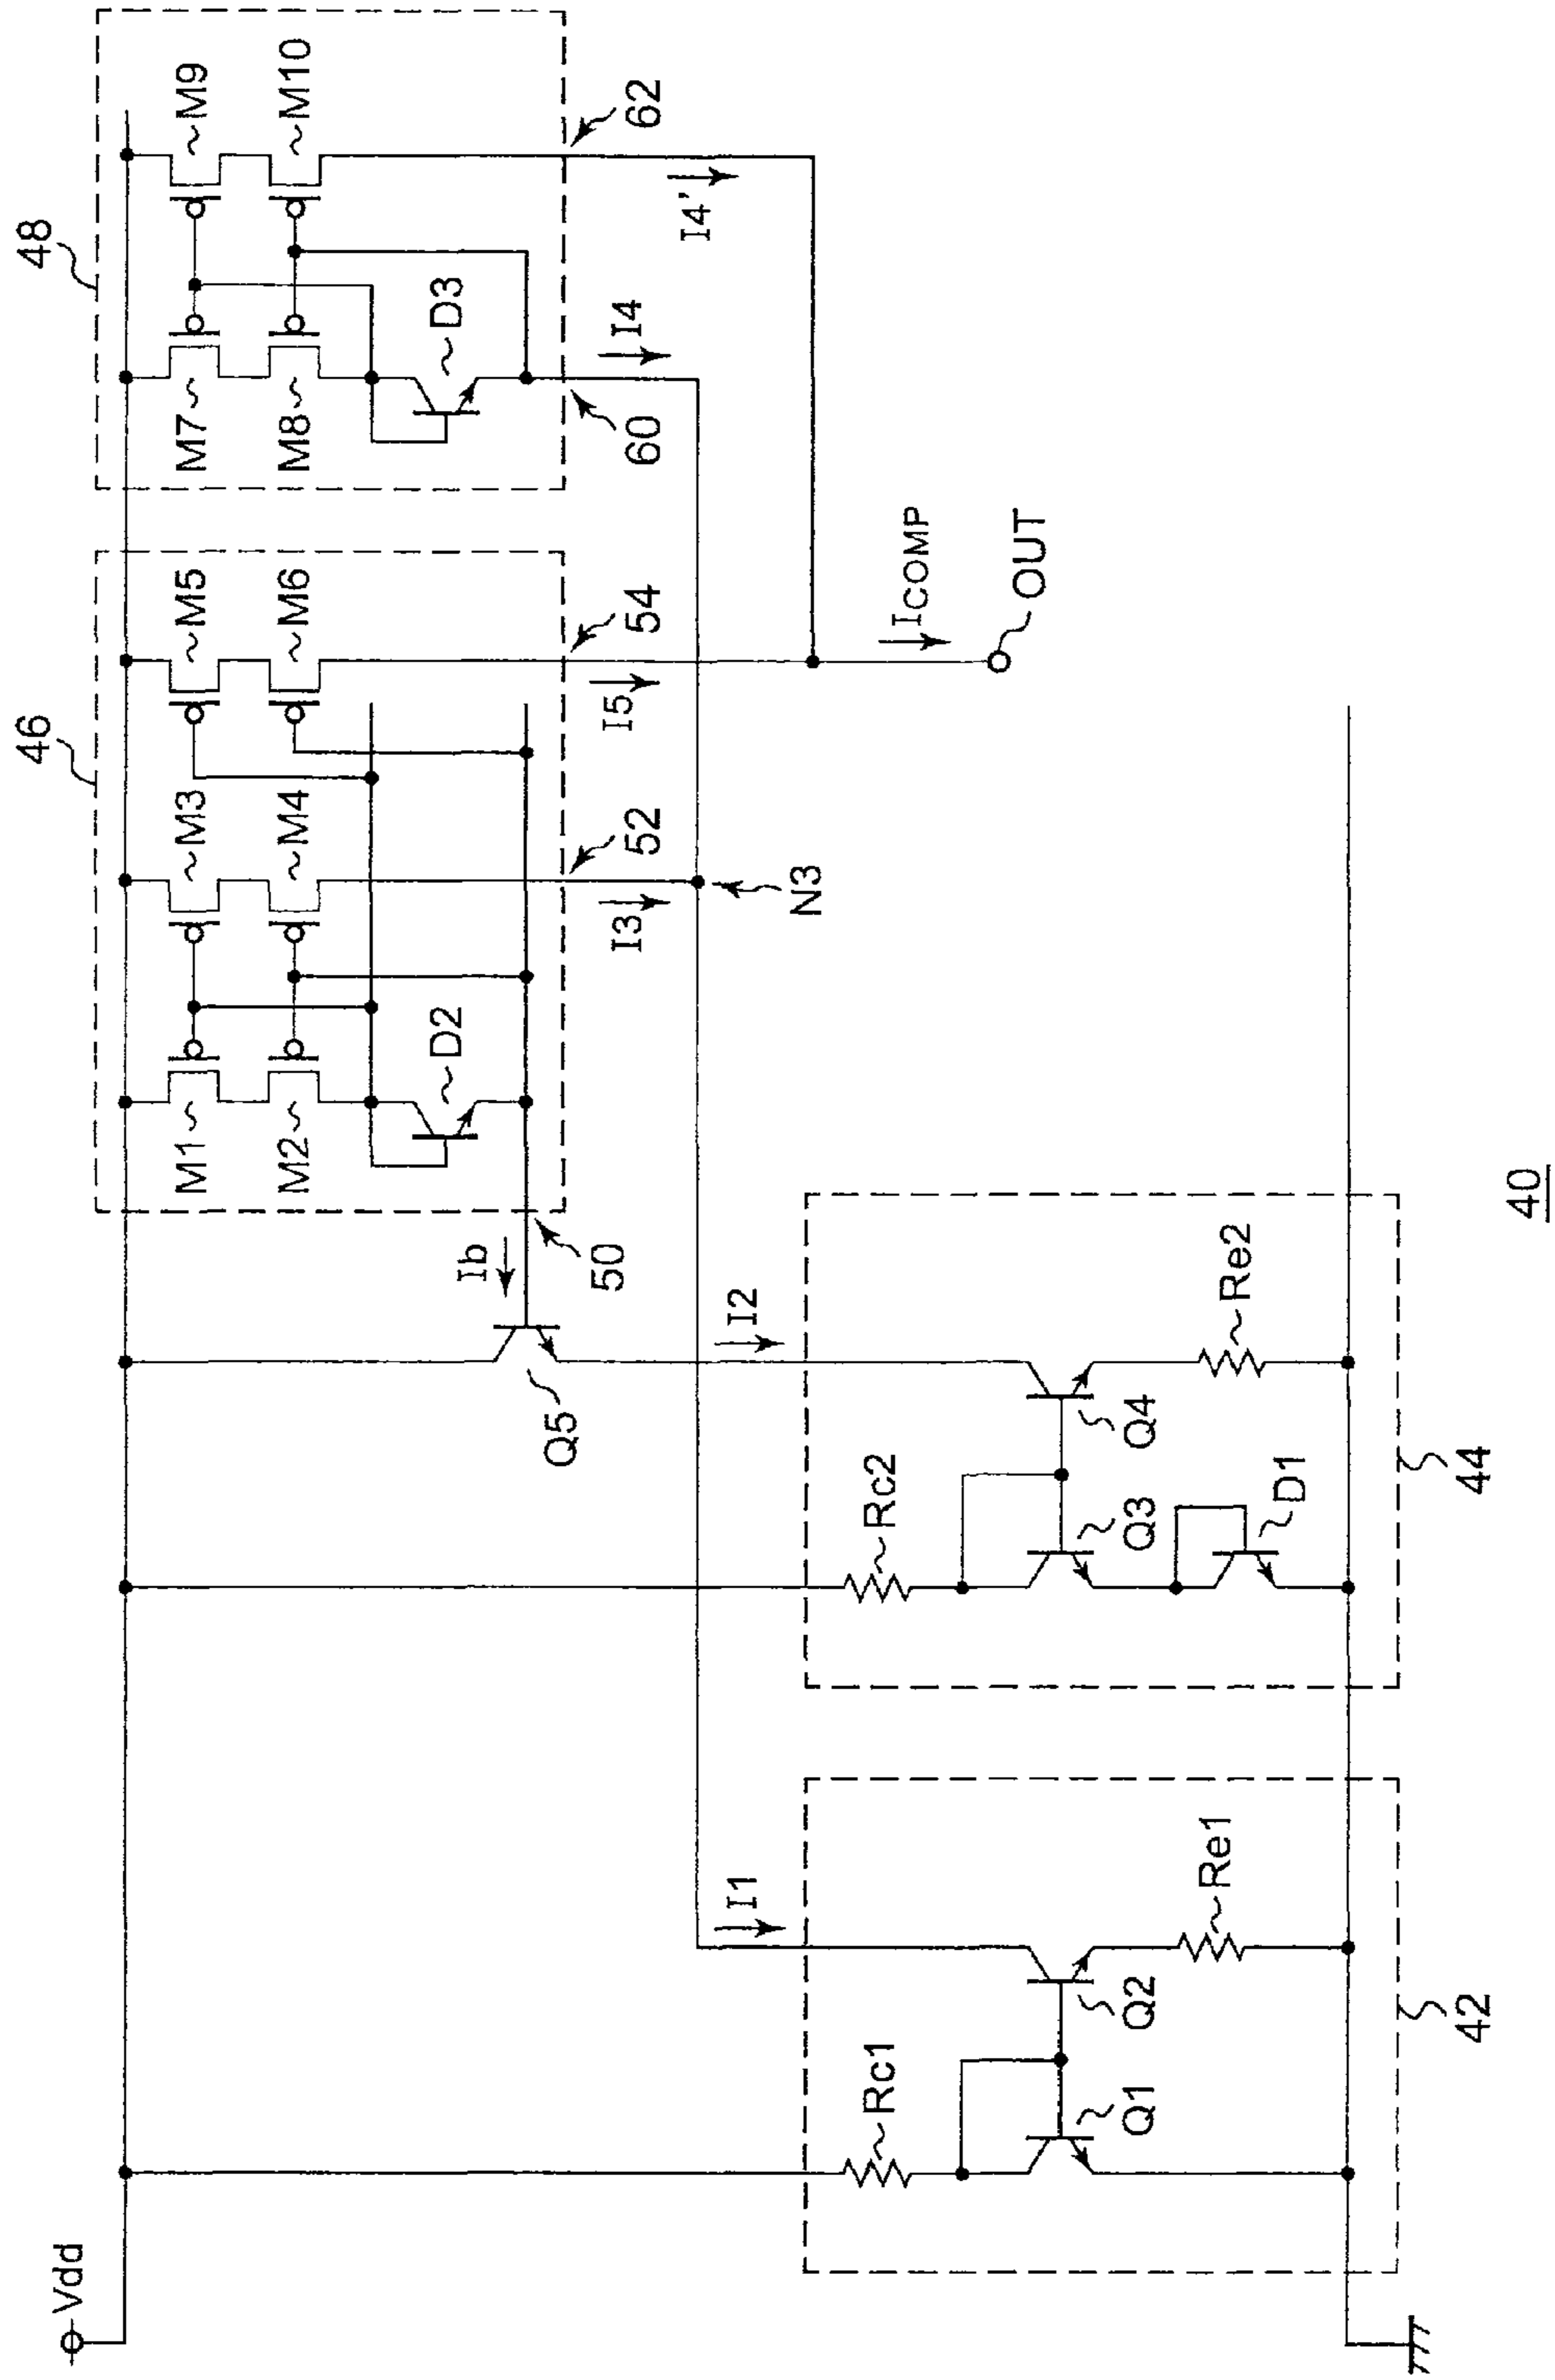 Vdd
46
48
M1
M3
M5
M7
M9
M2
M4
M6
M8
M10
D2
D3
Ib
50
52
54
60
62
Q5
I3
I5
I4
I4'
N3
I1
I2
ICOMP
OUT
Rc1
Rc2
Q1
Q2
Q3
Q4
Re1
D1
Re2
42
44
40